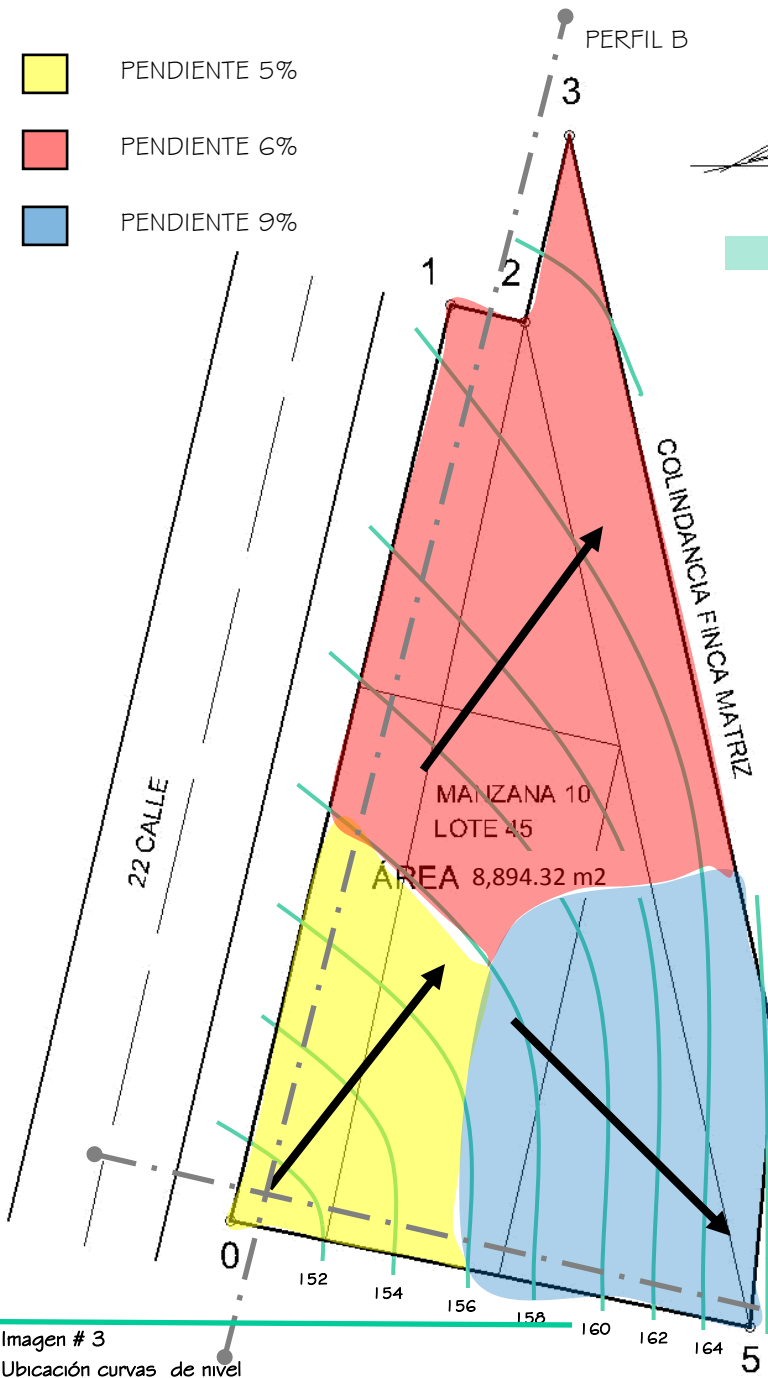 PERFIL B
PENDIENTE 5%
3
PENDIENTE 6%
PENDIENTE 9%
1
2
COLINDANCIA FINCA MATRIZ
22 CALLE
MANZANA 10
LOTE 45
ÁREA 8,894.32 m2
0
152
154
156
158
160
162
164
5
Imagen # 3
Ubicación curvas de nivel